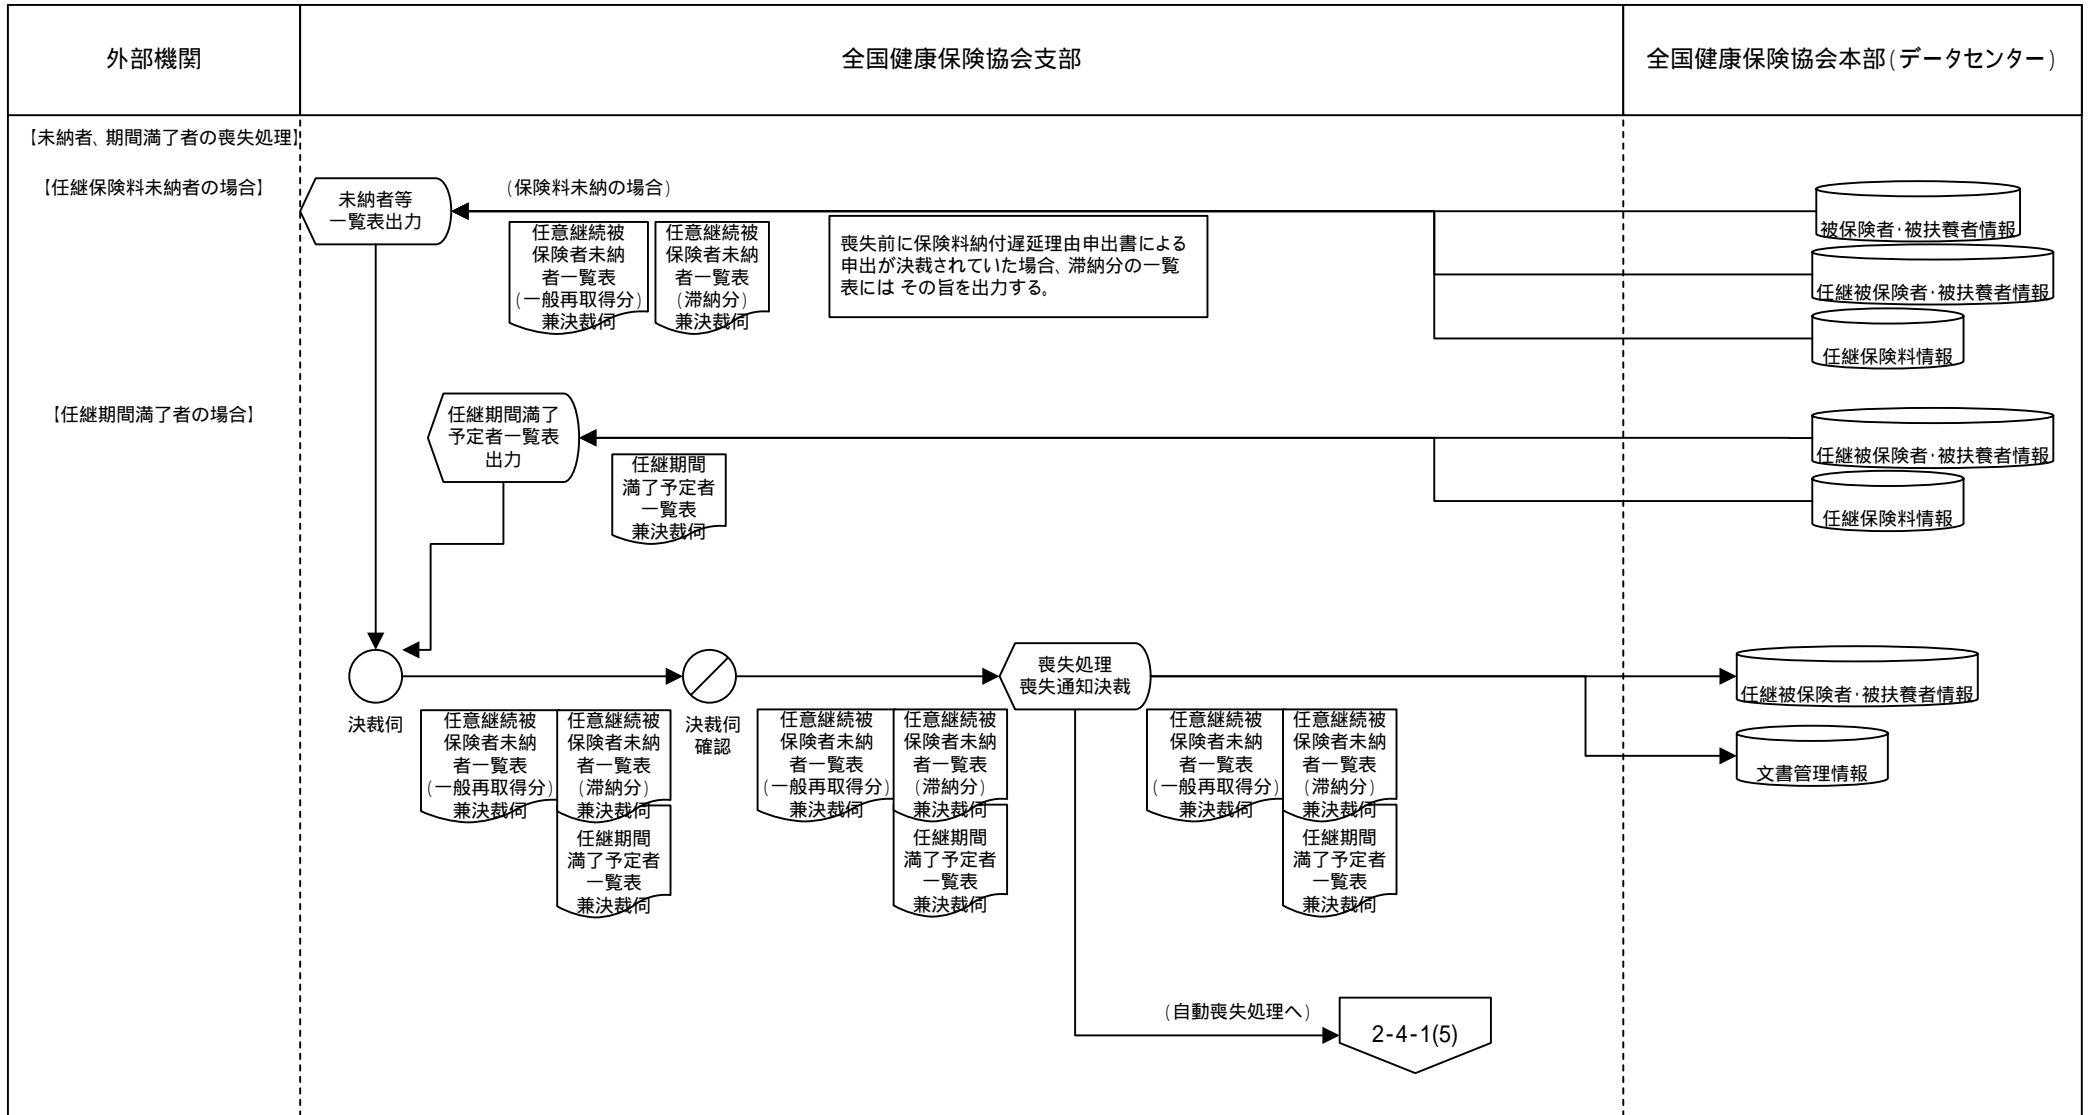 外部機関
全国健康保険協会支部
全国健康保険協会本部(データセンター)
【未納者、期間満了者の喪失処理】
【任継保険料未納者の場合】
未納者等
一覧表出力
(保険料未納の場合)
任意継続被
保険者未納
者一覧表
(一般再取得分)
兼決裁伺
任意継続被
保険者未納
者一覧表
(滞納分)
兼決裁伺
喪失前に保険料納付遅延理由申出書による
申出が決裁されていた場合、滞納分の一覧
表には その旨を出力する。
被保険者・被扶養者情報
任継被保険者・被扶養者情報
任継保険料情報
【任継期間満了者の場合】
任継期間満了
予定者一覧表
出力
任継期間
満了予定者
一覧表
兼決裁伺
任継被保険者・被扶養者情報
任継保険料情報
決裁伺
任意継続被
保険者未納
者一覧表
(一般再取得分)
兼決裁伺
任意継続被
保険者未納
者一覧表
(滞納分)
兼決裁伺
任継期間
満了予定者
一覧表
兼決裁伺
決裁伺
確認
任意継続被
保険者未納
者一覧表
(一般再取得分)
兼決裁伺
任意継続被
保険者未納
者一覧表
(滞納分)
兼決裁伺
任継期間
満了予定者
一覧表
兼決裁伺
喪失処理
喪失通知決裁
任意継続被
保険者未納
者一覧表
(一般再取得分)
兼決裁伺
任意継続被
保険者未納
者一覧表
(滞納分)
兼決裁伺
任継期間
満了予定者
一覧表
兼決裁伺
任継被保険者・被扶養者情報
文書管理情報
(自動喪失処理へ)
2-4-1(5)